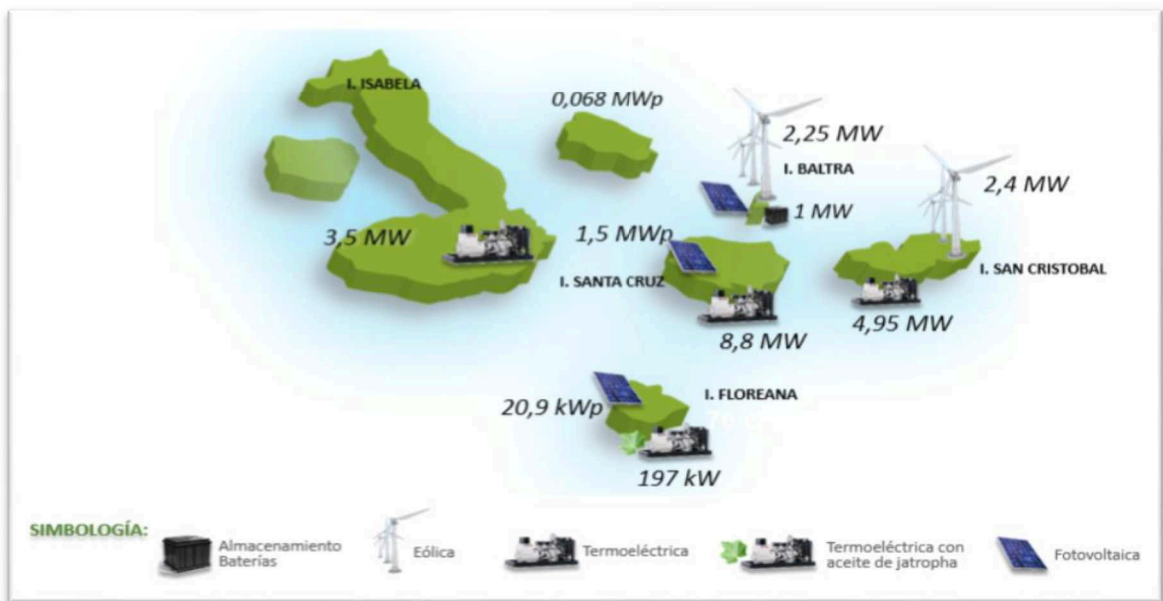 I. ISABELA
0,068 MWp
2,25 MW
I. BALTRA
2,4 MW
1 MW
3,5 MW
1,5 MWp
I. SANTA CRUZ
I. SAN CRISTOBAL
8,8 MW
4,95 MW
20,9 kWp
I. FLOREANA
197 kW
SIMBOLOGÍA:
Almacenamiento
Baterías
Eólica
Termoeléctrica
Termoeléctrica con
aceite de jatropha
Fotovoltaica